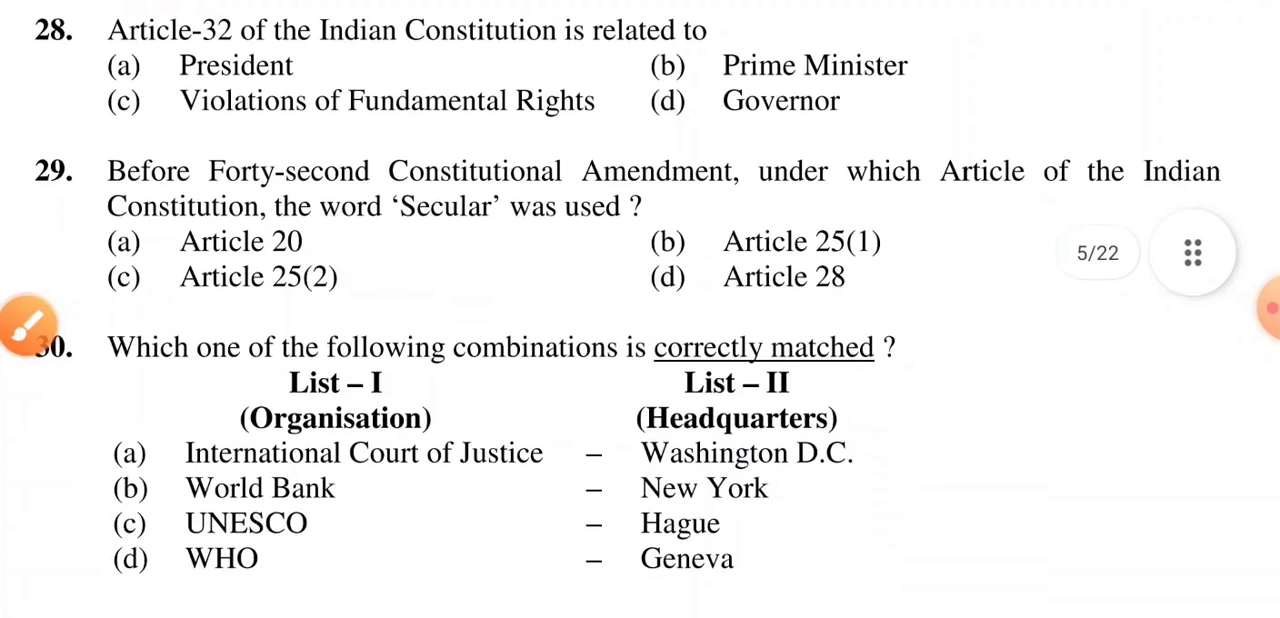 28. Article-32 of the Indian Constitution is related to
(a) President (b) Prime Minister
(c) Violations of Fundamental Rights (d) Governor
29. Before Forty-second Constitutional Amendment, under which Article of the Indian
Constitution, the word ‘Secular’ was used ?
(a) Article 20 (b) Article 25(1)
(c) Article 25(2) (d) Article 28
5/22
30. Which one of the following combinations is correctly matched ?
List – I List – II
(Organisation) (Headquarters)
(a) International Court of Justice – Washington D.C.
(b) World Bank – New York
(c) UNESCO – Hague
(d) WHO – Geneva